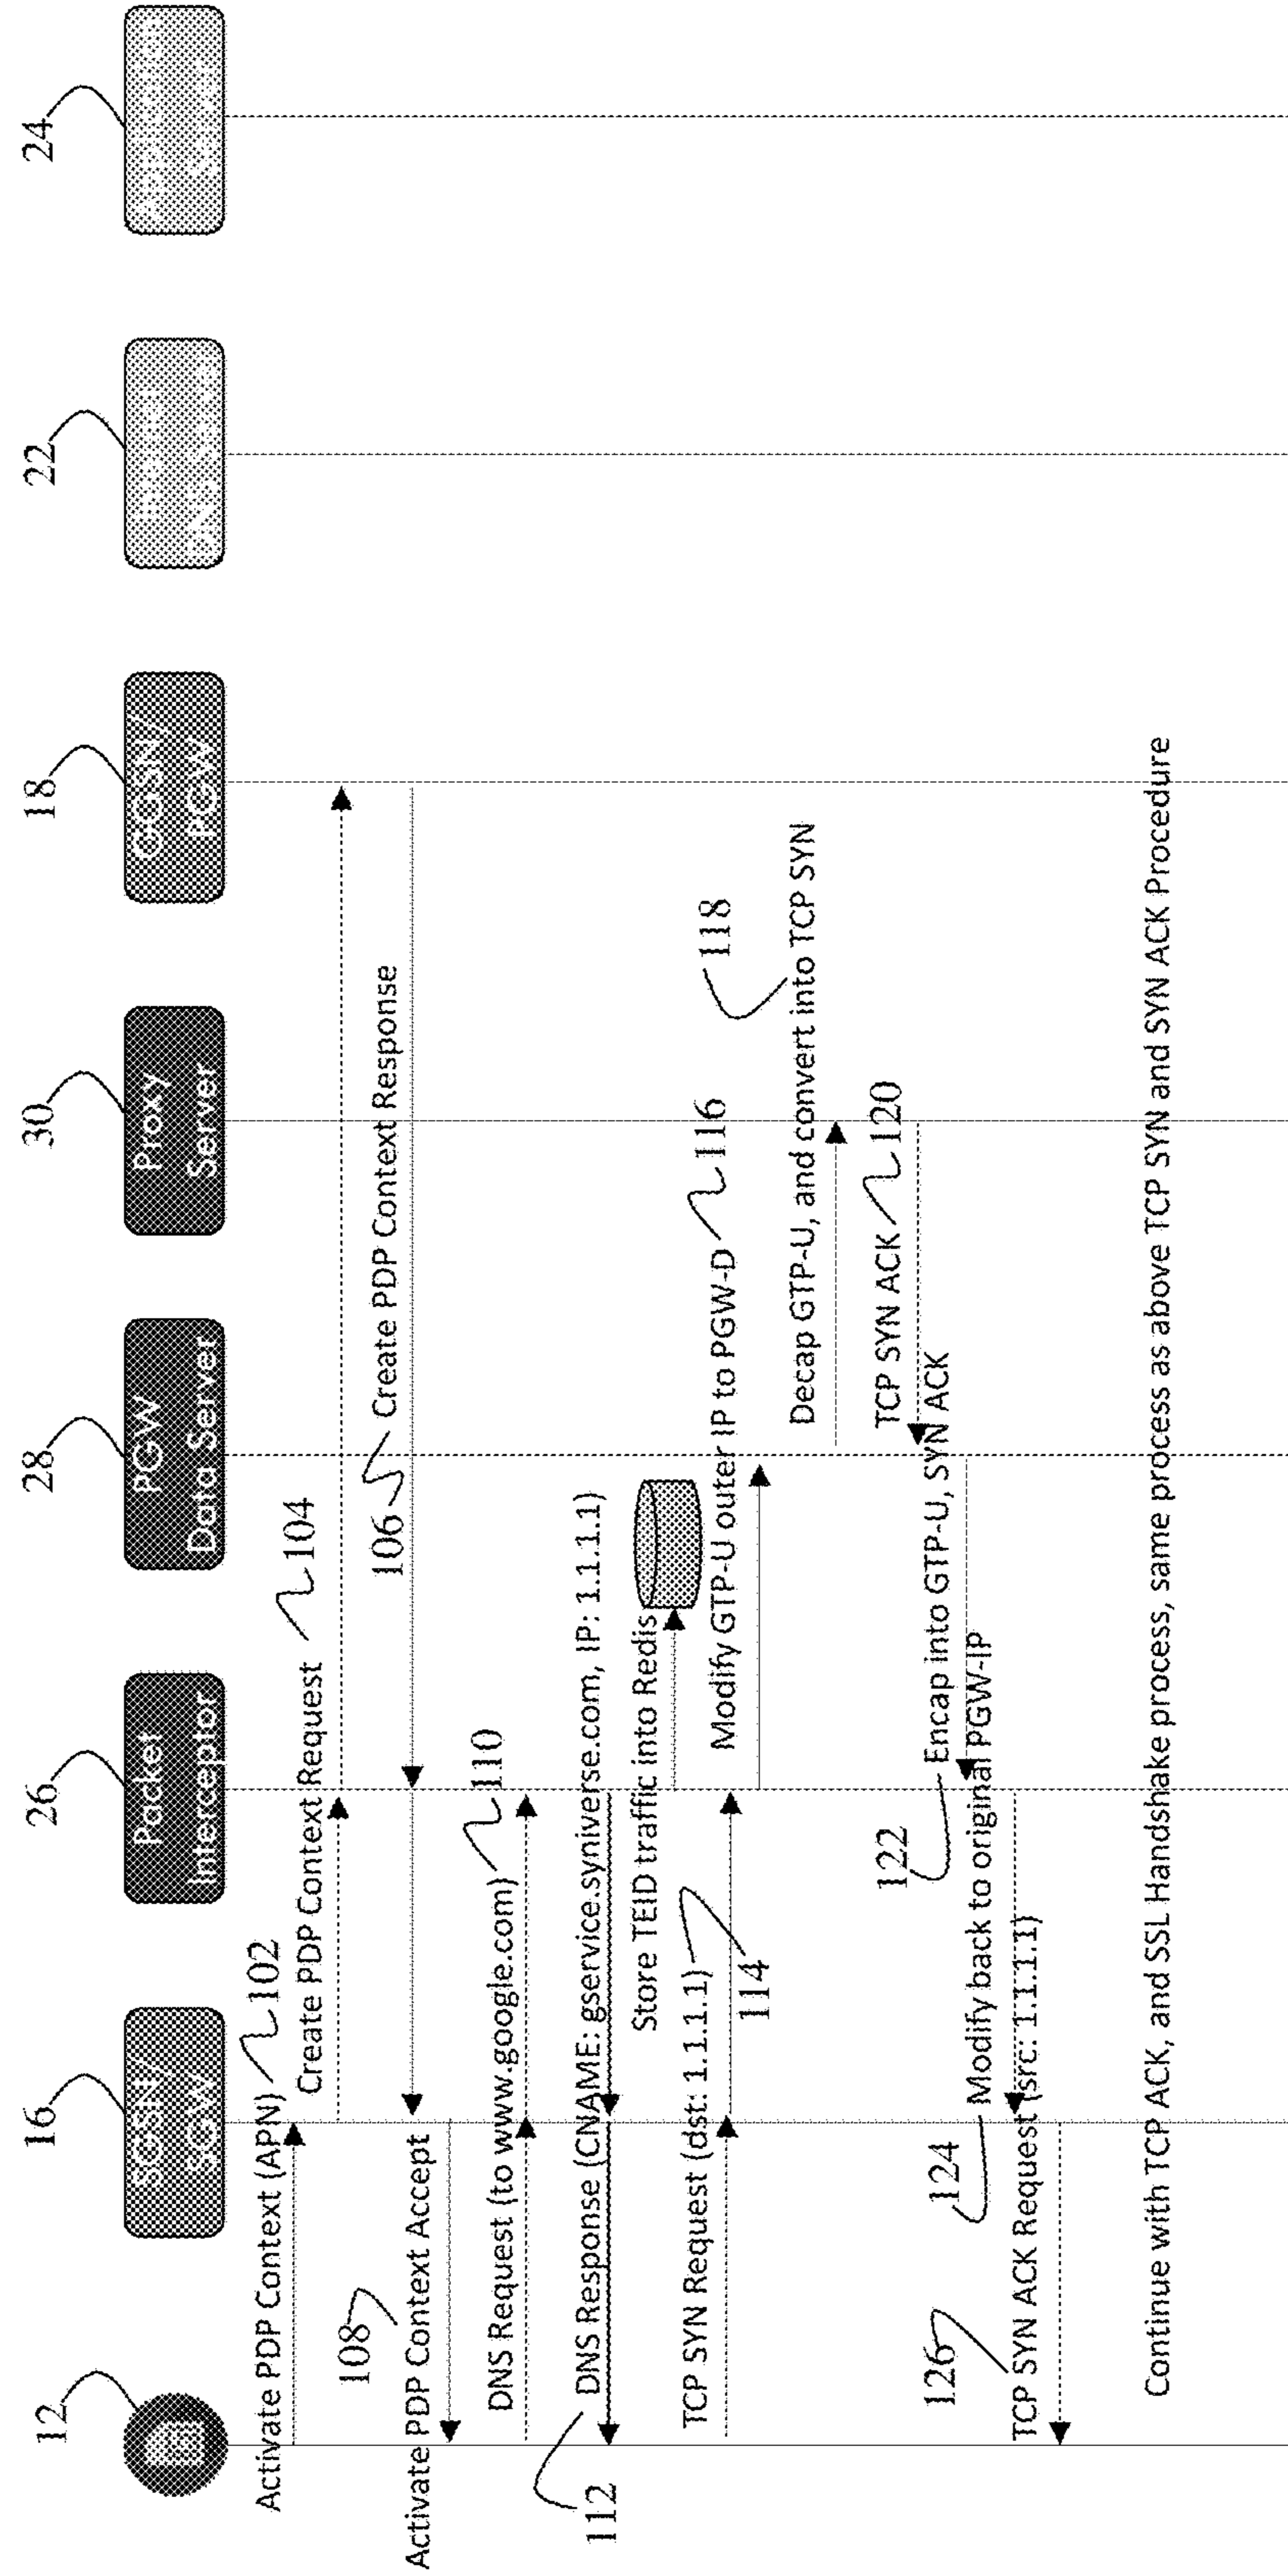 12
16
26
28
30
18
22
24
SGSN/
SGW
Packer
Interceptor
PGW
Data Server
Proxy
Server
GGSN/
PGW
DNS Server
Application
Server
Activate PDP Context (APN) 102
Create PDP Context Request 104
106 Create PDP Context Response
108
Activate PDP Context Accept
DNS Request (to www.google.com) 110
DNS Response (CNAME: gservice.syniverse.com, IP: 1.1.1.1)
112
Store TEID traffic into Redis
TCP SYN Request (dst: 1.1.1.1)
114
Modify GTP-U outer IP to PGW-D 116
118
Decap GTP-U, and convert into TCP SYN
TCP SYN ACK 120
122
Encap into GTP-U, SYN ACK
124
Modify back to original PGW-IP
126
TCP SYN ACK Request (src: 1.1.1.1)
Continue with TCP ACK, and SSL Handshake process, same process as above TCP SYN and SYN ACK Procedure